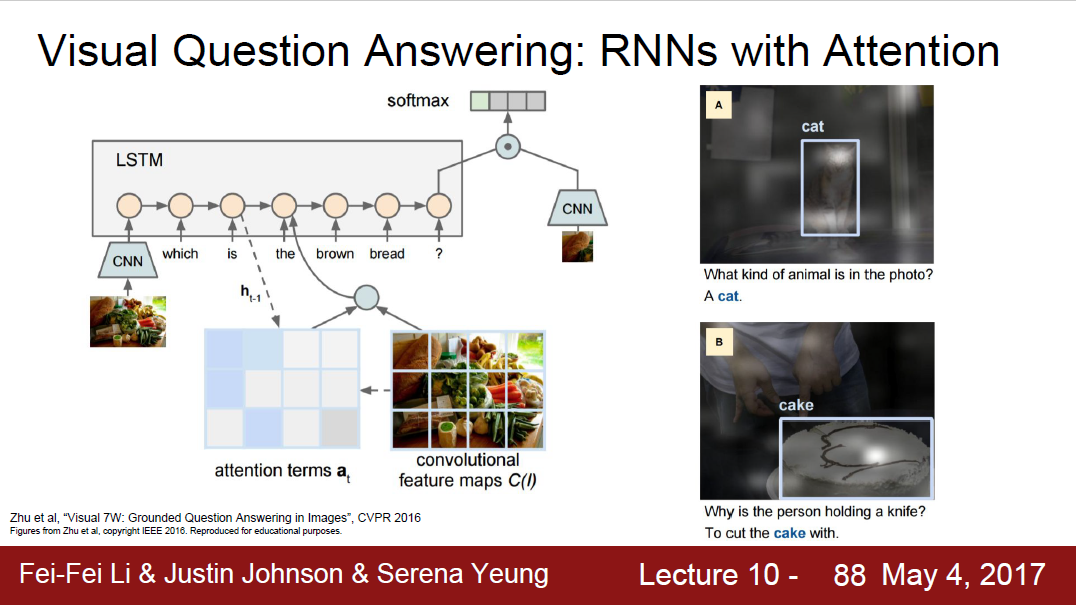 Visual Question Answering: RNNs with Attention
softmax
LSTM
CNN
which is the brown bread ?
CNN
h_{t-1}
attention terms a_t
convolutional
feature maps C(I)
A
cat
What kind of animal is in the photo?
A cat.
B
cake
Why is the person holding a knife?
To cut the cake with.
Zhu et al, “Visual 7W: Grounded Question Answering in Images”, CVPR 2016
Figures from Zhu et al, copyright IEEE 2016. Reproduced for educational purposes.
Fei-Fei Li & Justin Johnson & Serena Yeung
Lecture 10 - 88 May 4, 2017